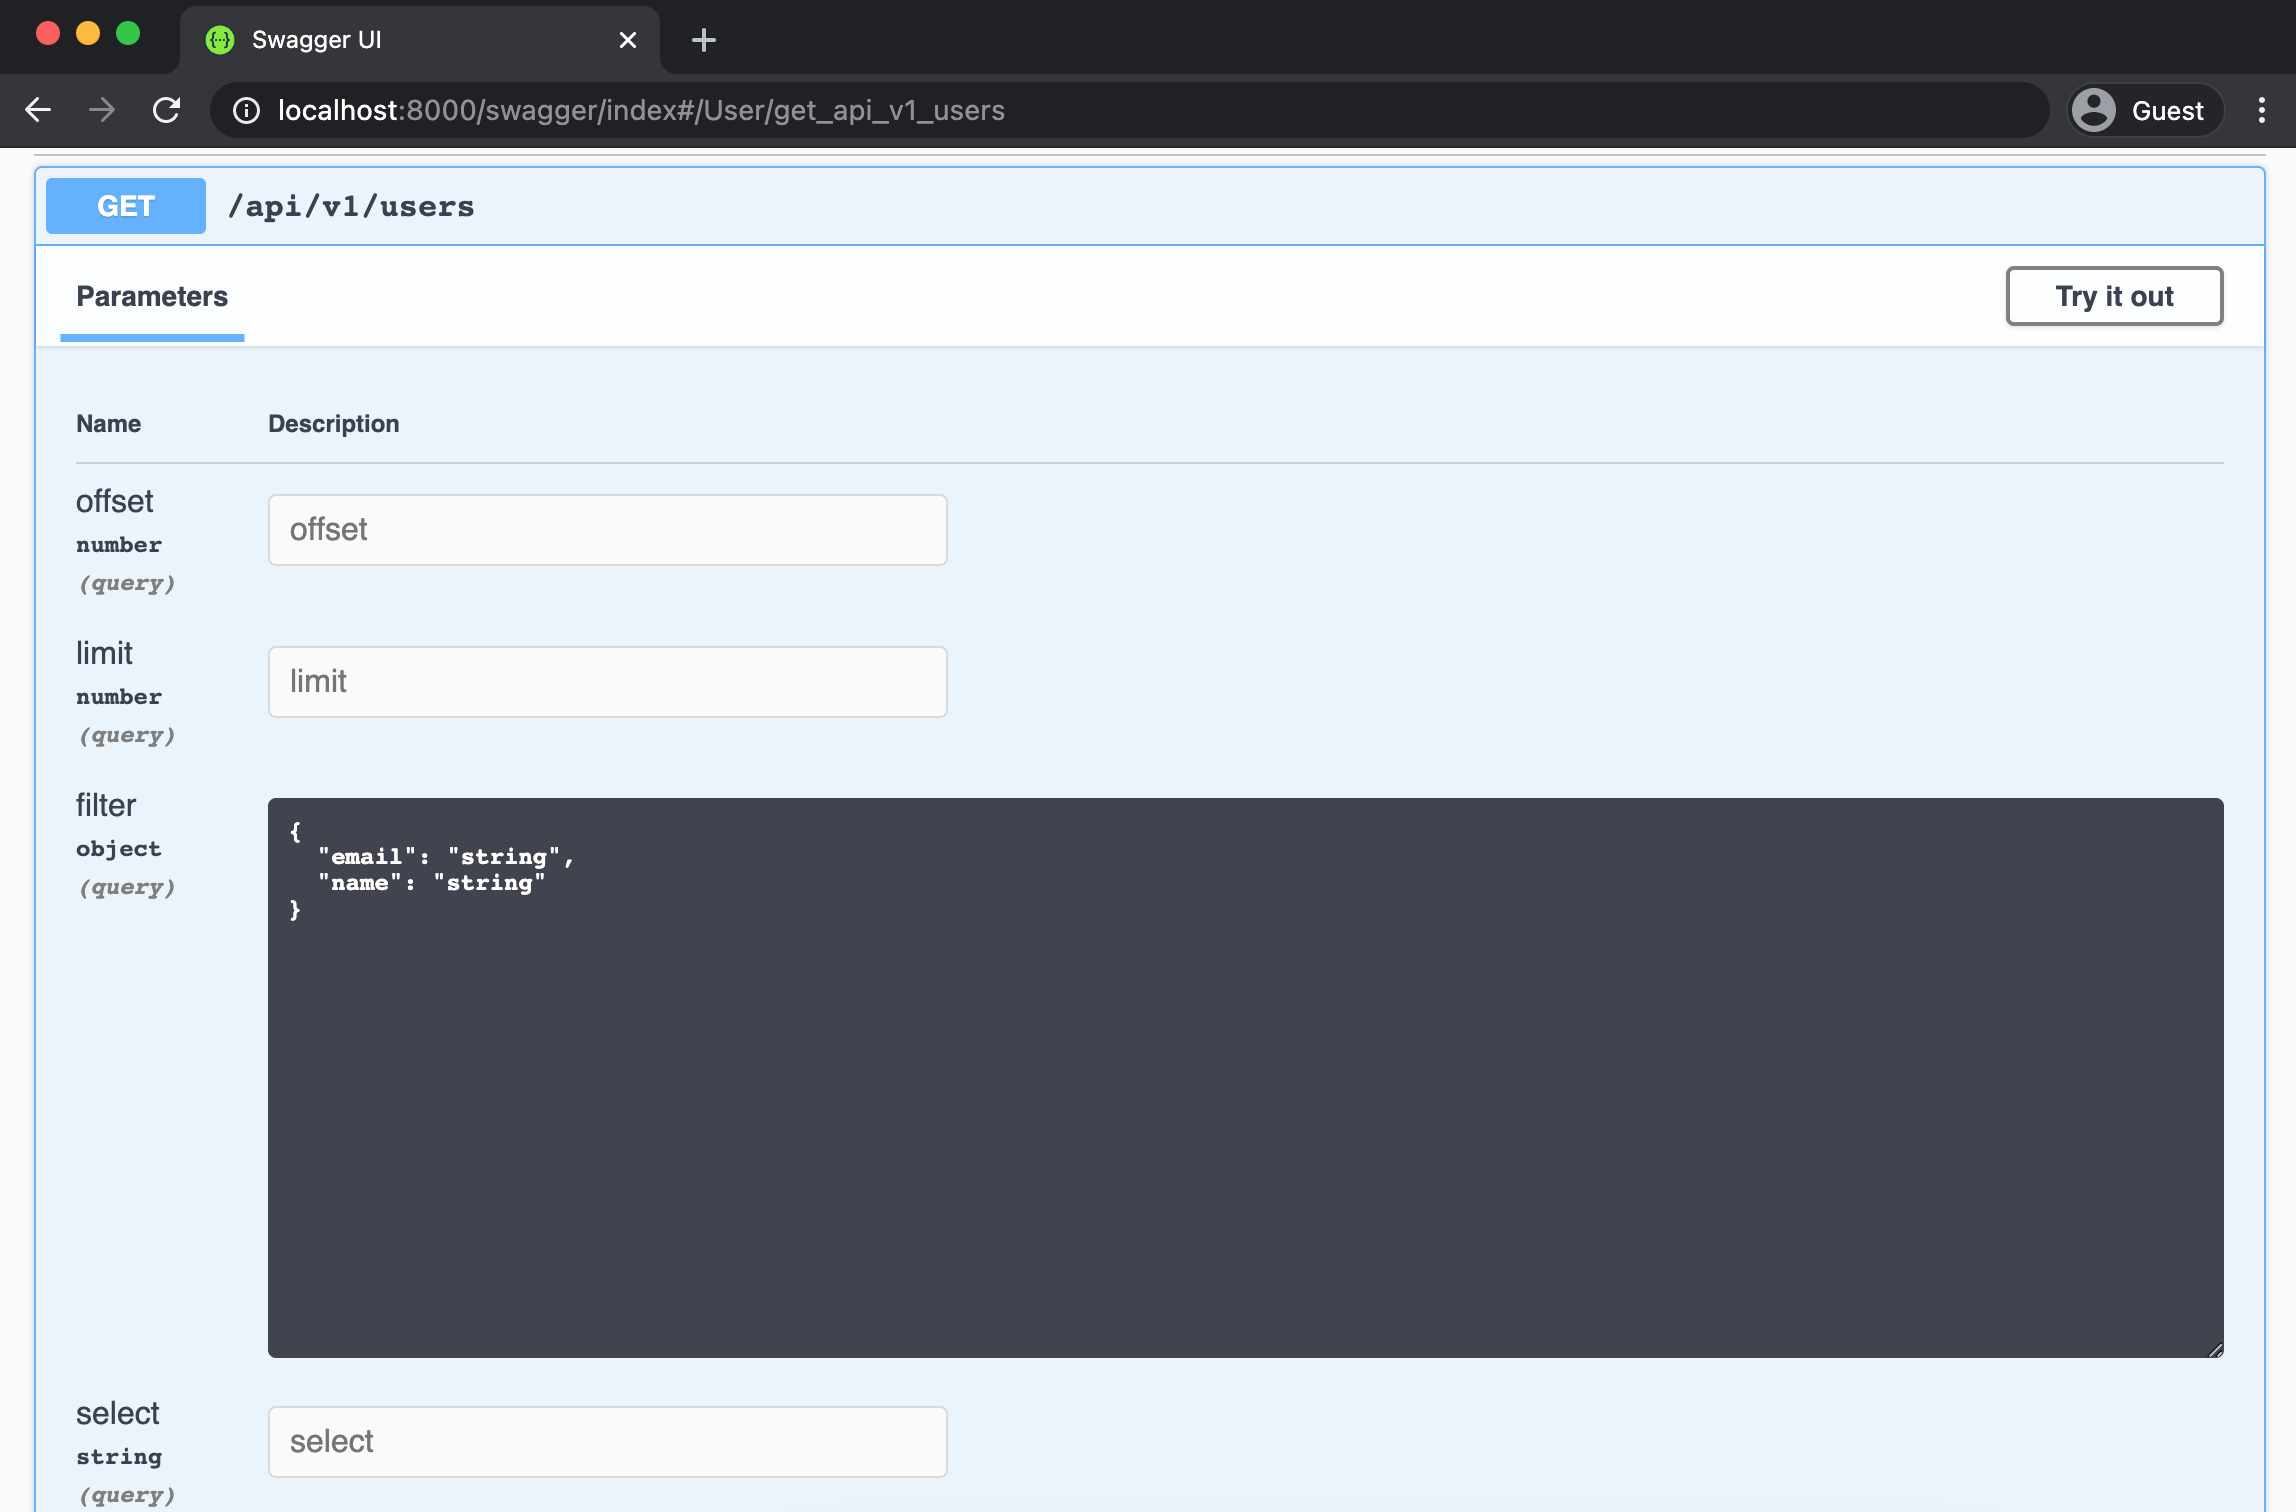 Swagger UI
localhost:8000/swagger/index#/User/get_api_v1_users
Guest
GET /api/v1/users
Parameters
Try it out
Name Description
offset
number
(query)
offset
limit
number
(query)
limit
filter
object
(query)
{
  "email": "string",
  "name": "string"
}
select
string
(query)
select